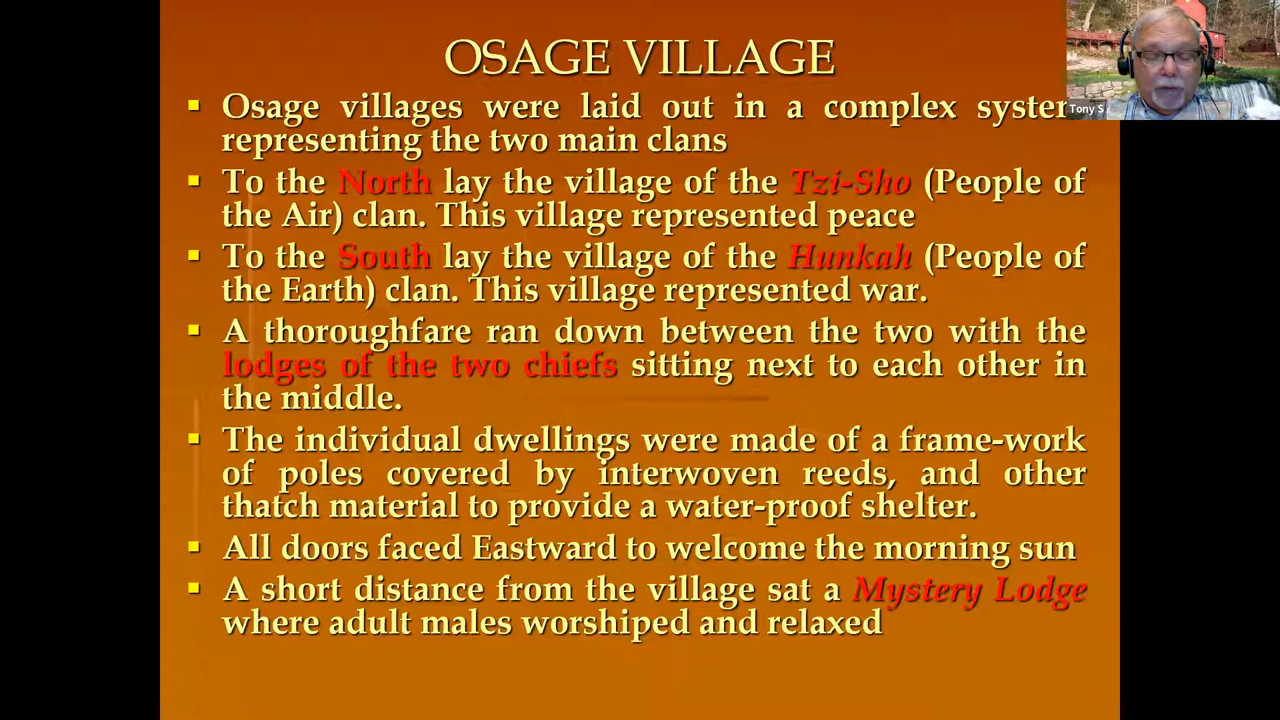 OSAGE VILLAGE
▪ Osage villages were laid out in a complex system
representing the two main clans
▪ To the North lay the village of the Tzi-Sho (People of
the Air) clan. This village represented peace
▪ To the South lay the village of the Hunkah (People of
the Earth) clan. This village represented war.
▪ A thoroughfare ran down between the two with the
lodges of the two chiefs sitting next to each other in
the middle.
▪ The individual dwellings were made of a frame-work
of poles covered by interwoven reeds, and other
thatch material to provide a water-proof shelter.
▪ All doors faced Eastward to welcome the morning sun
▪ A short distance from the village sat a Mystery Lodge
where adult males worshiped and relaxed
Tony S